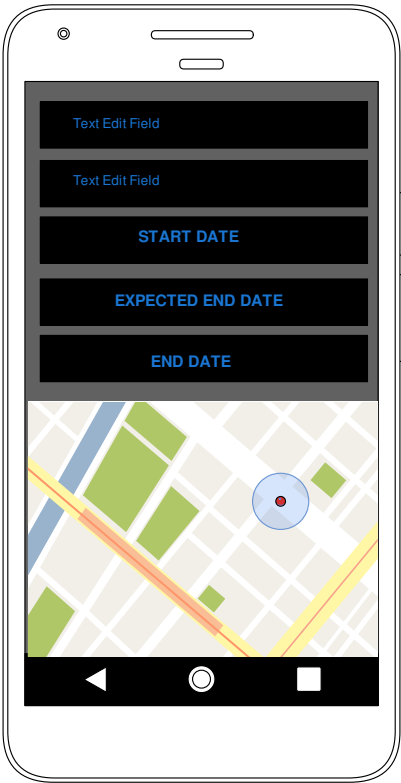 Text Edit Field
Text Edit Field
START DATE
EXPECTED END DATE
END DATE